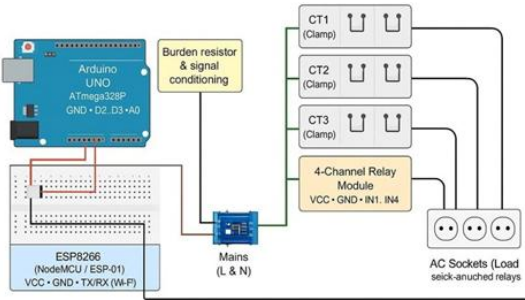 Arduino
UNO
ATmega328P
GND • D2..D3 •A0
Burden resistor
& signal
conditioning
CT1
(Clamp)
CT2
(Clamp)
CT3
(Clamp)
4-Channel Relay
Module
VCC • GND • IN1. IN4
ESP8266
(NodeMCU / ESP-01)
VCC • GND • TX/RX (W-F²)
Mains
(L & N)
AC Sockets (Load
seick-anuched relays